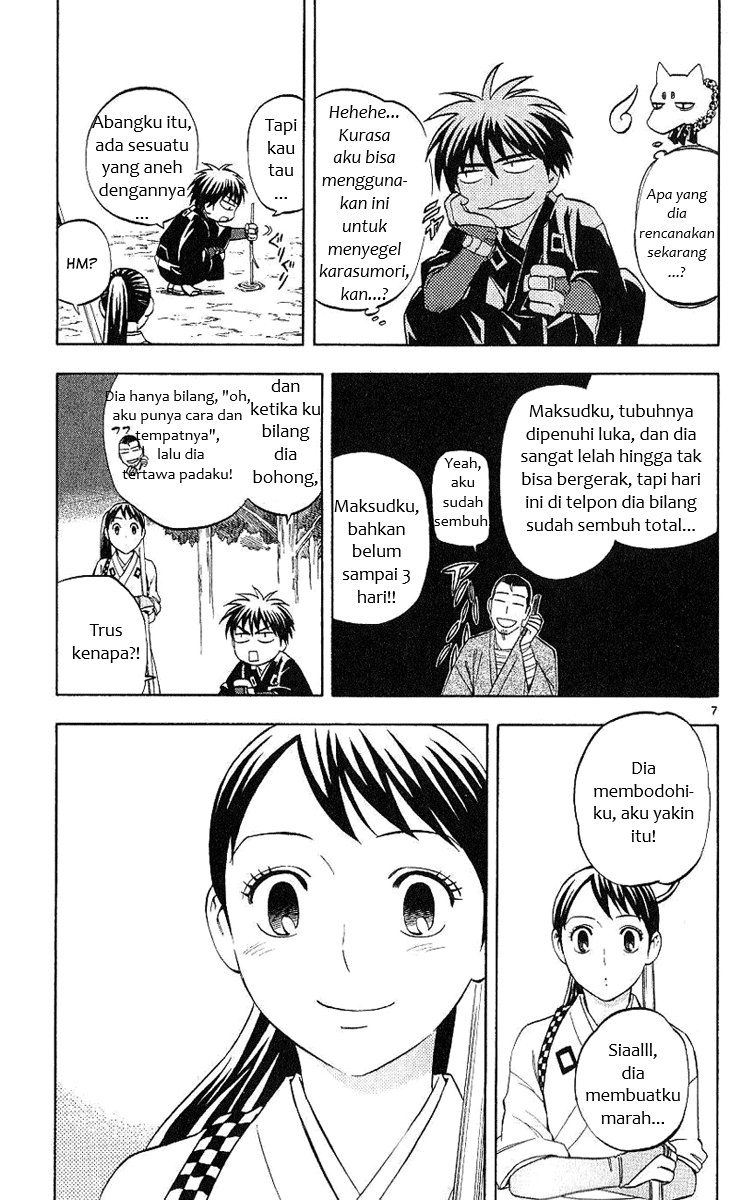 Apa yang
dia
rencanakan
sekarang
...?
Hehehe...
Kurasa
aku bisa
mengguna-
kan ini
untuk
menyegel
karasumori,
kan...?
Tapi
kau
tau
...
Abangku itu,
ada sesuatu
yang aneh
dengannya
...
HM?
Maksudku, tubuhnya
dipenuhi luka, dan dia
sangat lelah hingga tak
bisa bergerak, tapi hari
ini di telpon dia bilang
sudah sembuh total...
Yeah,
aku
sudah
sembuh
Maksudku,
bahkan
belum
sampai 3
hari!!
dan
ketika ku
bilang
dia
bohong,
Dia hanya bilang, "oh,
aku punya cara dan
tempatnya",
lalu dia
tertawa padaku!
Trus
kenapa?!
7
Dia
membodohi-
ku, aku yakin
itu!
Siaalll,
dia
membuatku
marah...